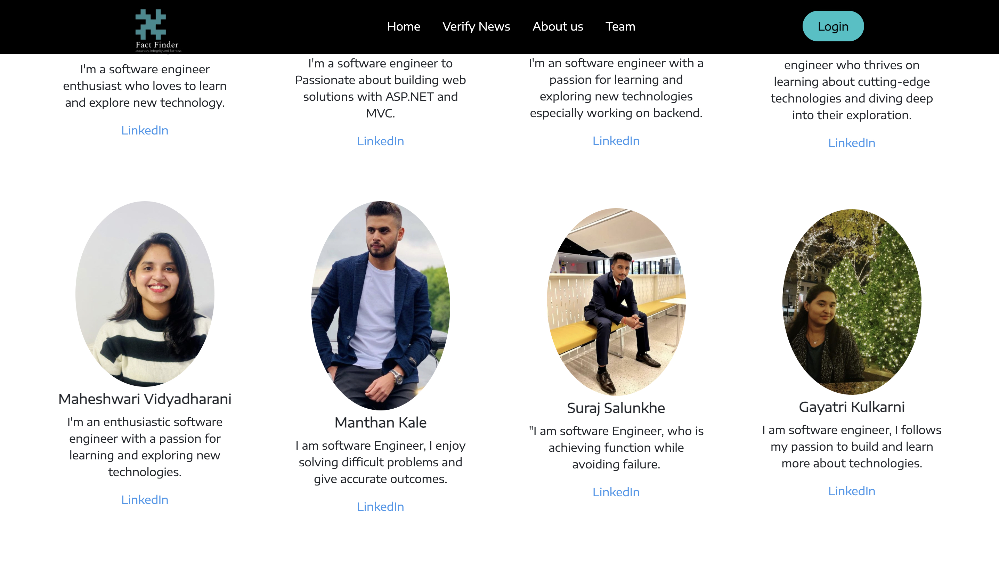 Fact Finder
accuracy, integrity and fairness
Home
Verify News
About us
Team
Login
I'm a software engineer
enthusiast who loves to learn
and explore new technology.
LinkedIn
I'm a software engineer to
Passionate about building web
solutions with ASP.NET and
MVC.
LinkedIn
I'm an software engineer with a
passion for learning and
exploring new technologies
especially working on backend.
LinkedIn
engineer who thrives on
learning about cutting-edge
technologies and diving deep
into their exploration.
LinkedIn
Maheshwari Vidyadharani
I'm an enthusiastic software
engineer with a passion for
learning and exploring new
technologies.
LinkedIn
Manthan Kale
I am software Engineer, I enjoy
solving difficult problems and
give accurate outcomes.
LinkedIn
Suraj Salunkhe
"I am software Engineer, who is
achieving function while
avoiding failure.
LinkedIn
Gayatri Kulkarni
I am software engineer, I follows
my passion to build and learn
more about technologies.
LinkedIn